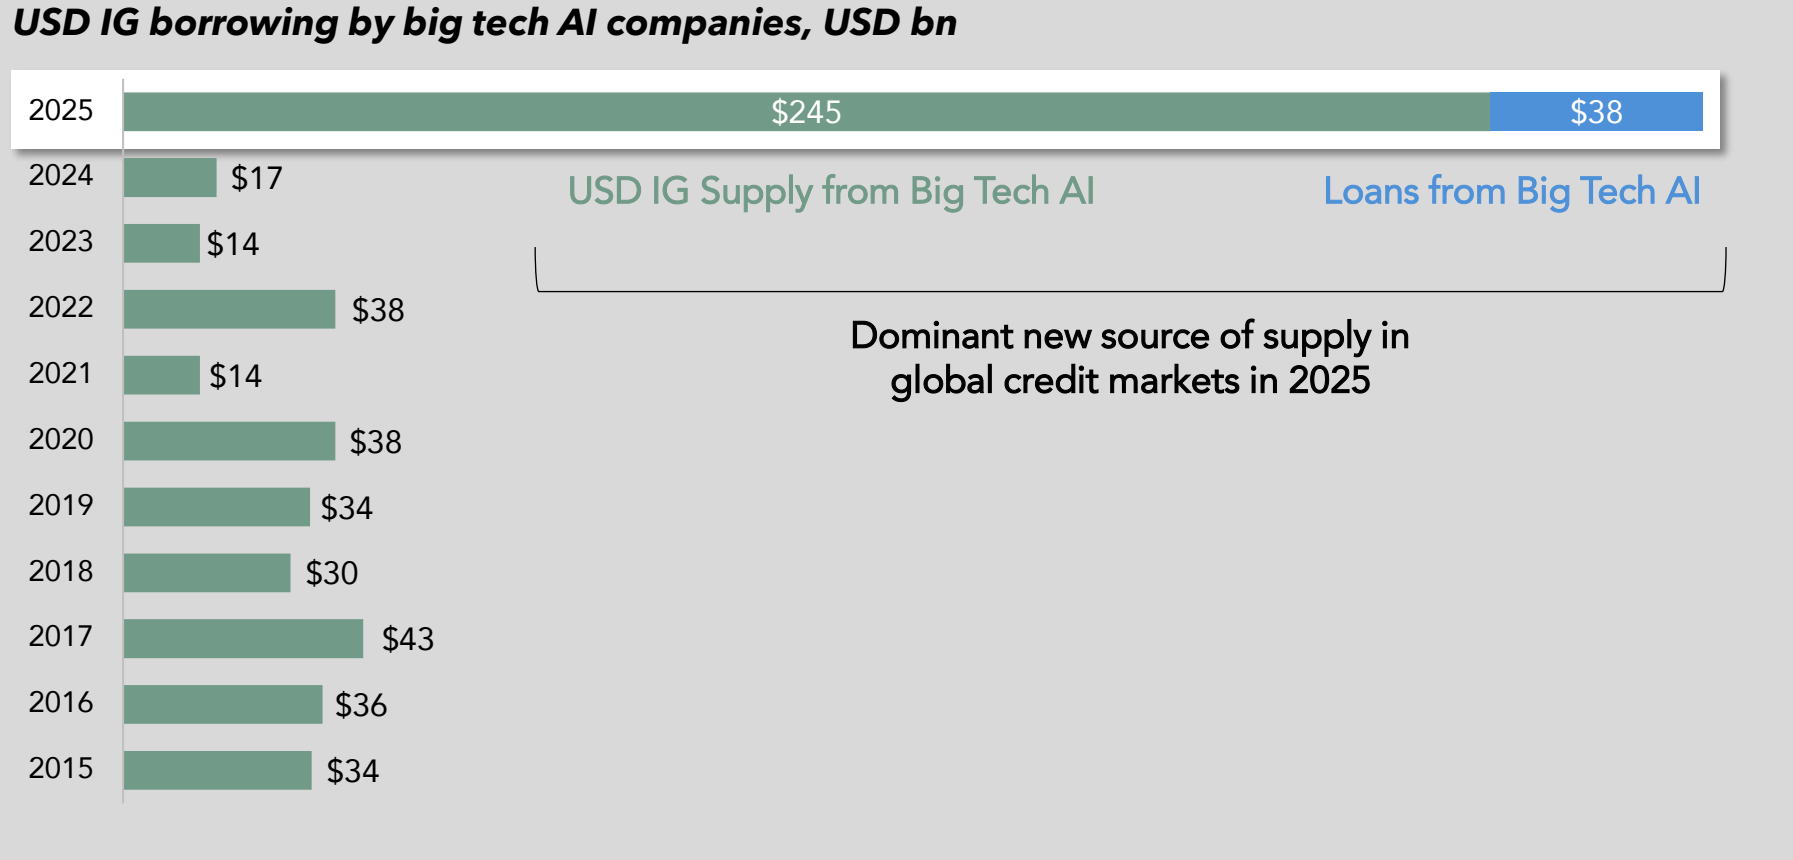 USD IG borrowing by big tech AI companies, USD bn
2025 $245 $38
2024 $17
USD IG Supply from Big Tech AI
Loans from Big Tech AI
2023 $14
2022 $38
Dominant new source of supply in
global credit markets in 2025
2021 $14
2020 $38
2019 $34
2018 $30
2017 $43
2016 $36
2015 $34